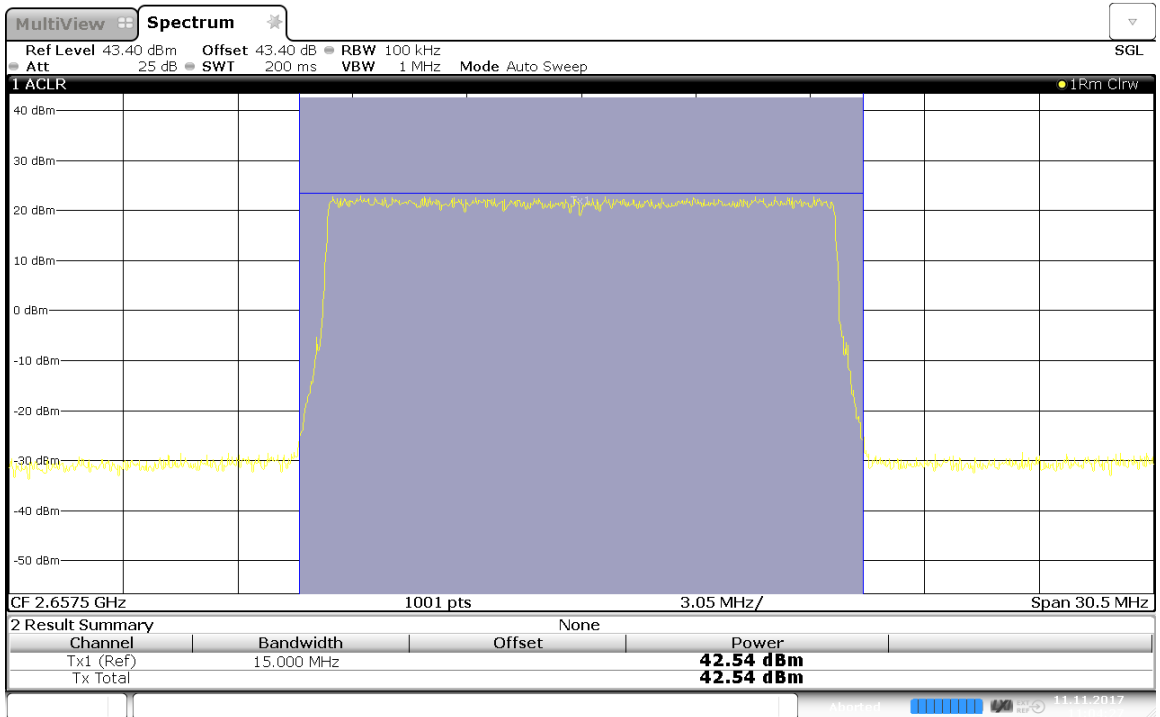 MultiView Spectrum
Ref Level 43.40 dBm Offset 43.40 dB RBW 100 kHz SGL
Att 25 dB SWT 200 ms VBW 1 MHz Mode Auto Sweep
1 ACLR 1Rm Clrw
40 dBm
30 dBm
20 dBm
10 dBm
0 dBm
-10 dBm
-20 dBm
-30 dBm
-40 dBm
-50 dBm
CF 2.6575 GHz 1001 pts 3.05 MHz/ Span 30.5 MHz
2 Result Summary None
Channel Bandwidth Offset Power
Tx1 (Ref) 15.000 MHz 42.54 dBm
Tx Total 42.54 dBm
Aborted 11.11.2017